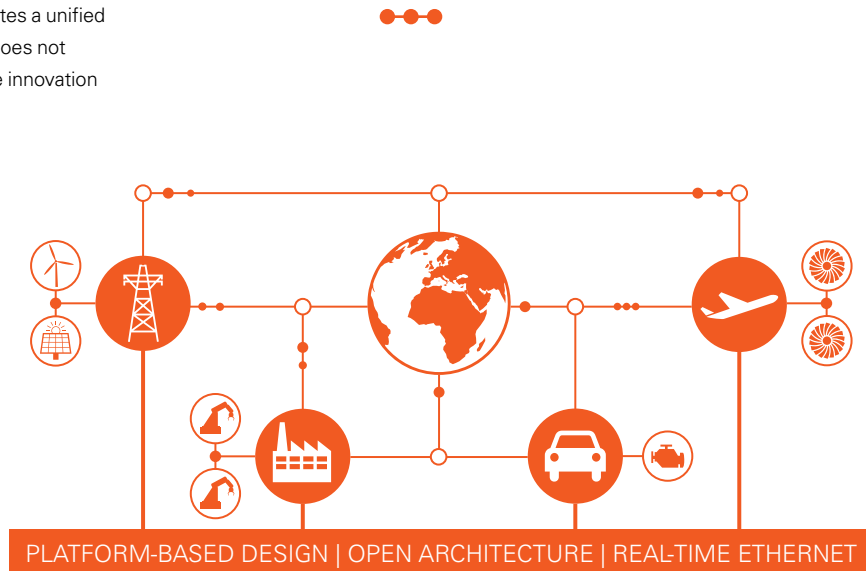 tes a unified
oes not
e innovation
PLATFORM-BASED DESIGN | OPEN ARCHITECTURE | REAL-TIME ETHERNET